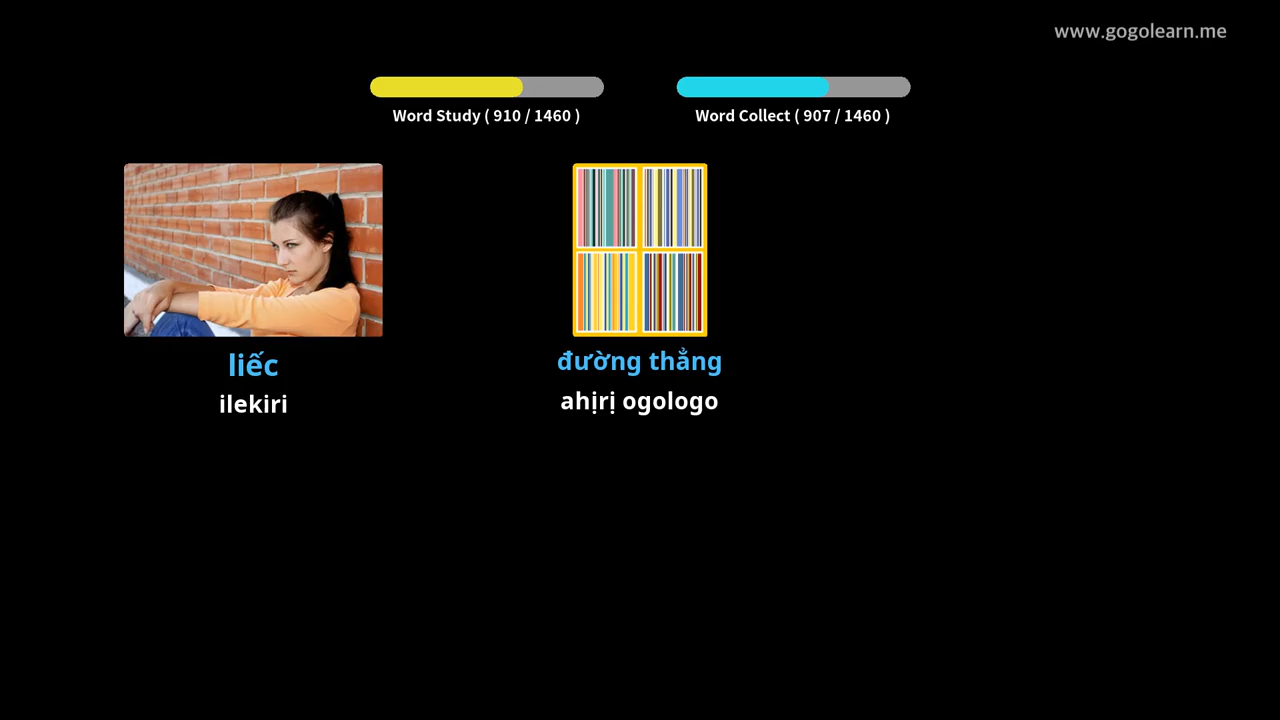 www.gogolearn.me
Word Study ( 910 / 1460 )
Word Collect ( 907 / 1460 )
liếc
ilekiri
đường thẳng
ahịrị ogologo